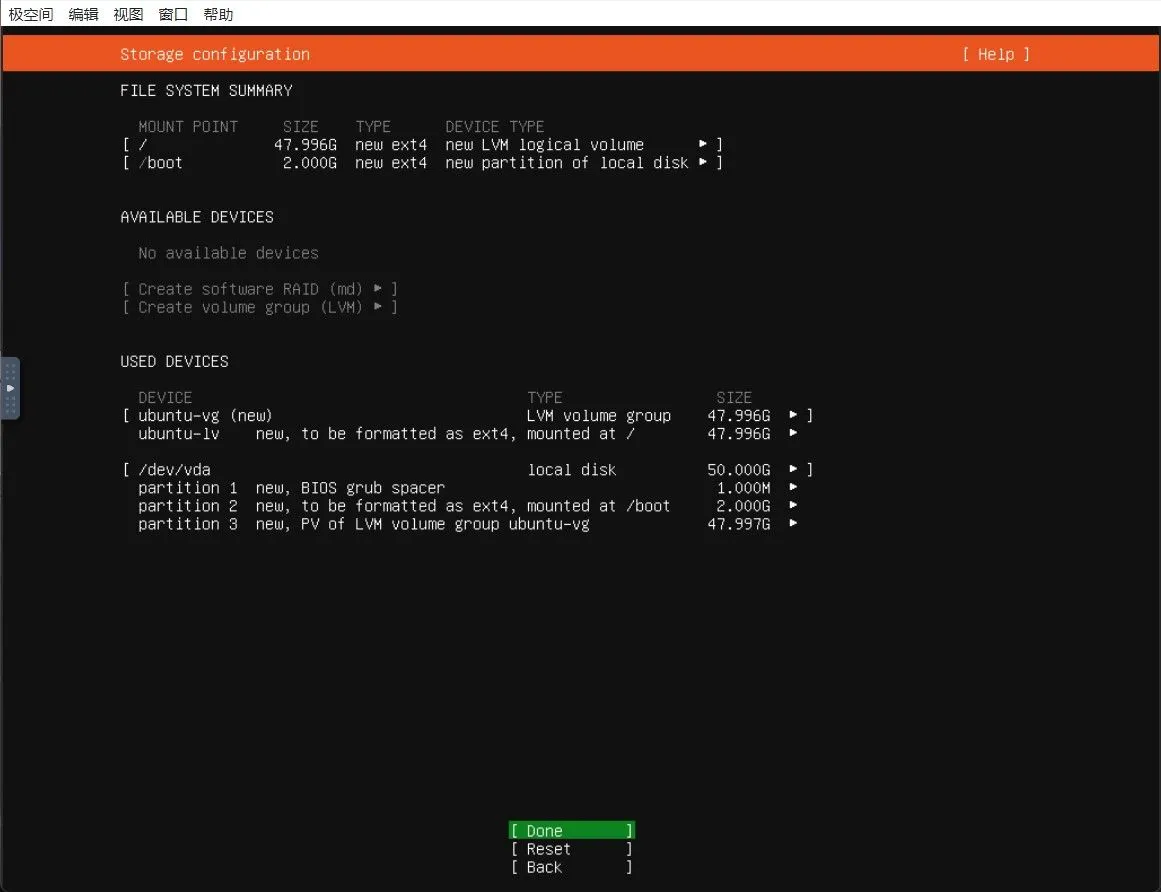 极空间 编辑 视图 窗口 帮助
Storage configuration [ Help ]
FILE SYSTEM SUMMARY
MOUNT POINT SIZE TYPE DEVICE TYPE
[ / 47.996G new ext4 new LVM logical volume ▸ ]
[ /boot 2.000G new ext4 new partition of local disk ▸ ]
AVAILABLE DEVICES
No available devices
[ Create software RAID (md) ▸ ]
[ Create volume group (LVM) ▸ ]
USED DEVICES
DEVICE TYPE SIZE
[ ubuntu-vg (new) LVM volume group 47.996G ▸ ]
ubuntu-lv new, to be formatted as ext4, mounted at / 47.996G ▸
[ /dev/vda local disk 50.000G ▸ ]
partition 1 new, BIOS grub spacer 1.000M ▸
partition 2 new, to be formatted as ext4, mounted at /boot 2.000G ▸
partition 3 new, PV of LVM volume group ubuntu-vg 47.997G ▸
[ Done ]
[ Reset ]
[ Back ]